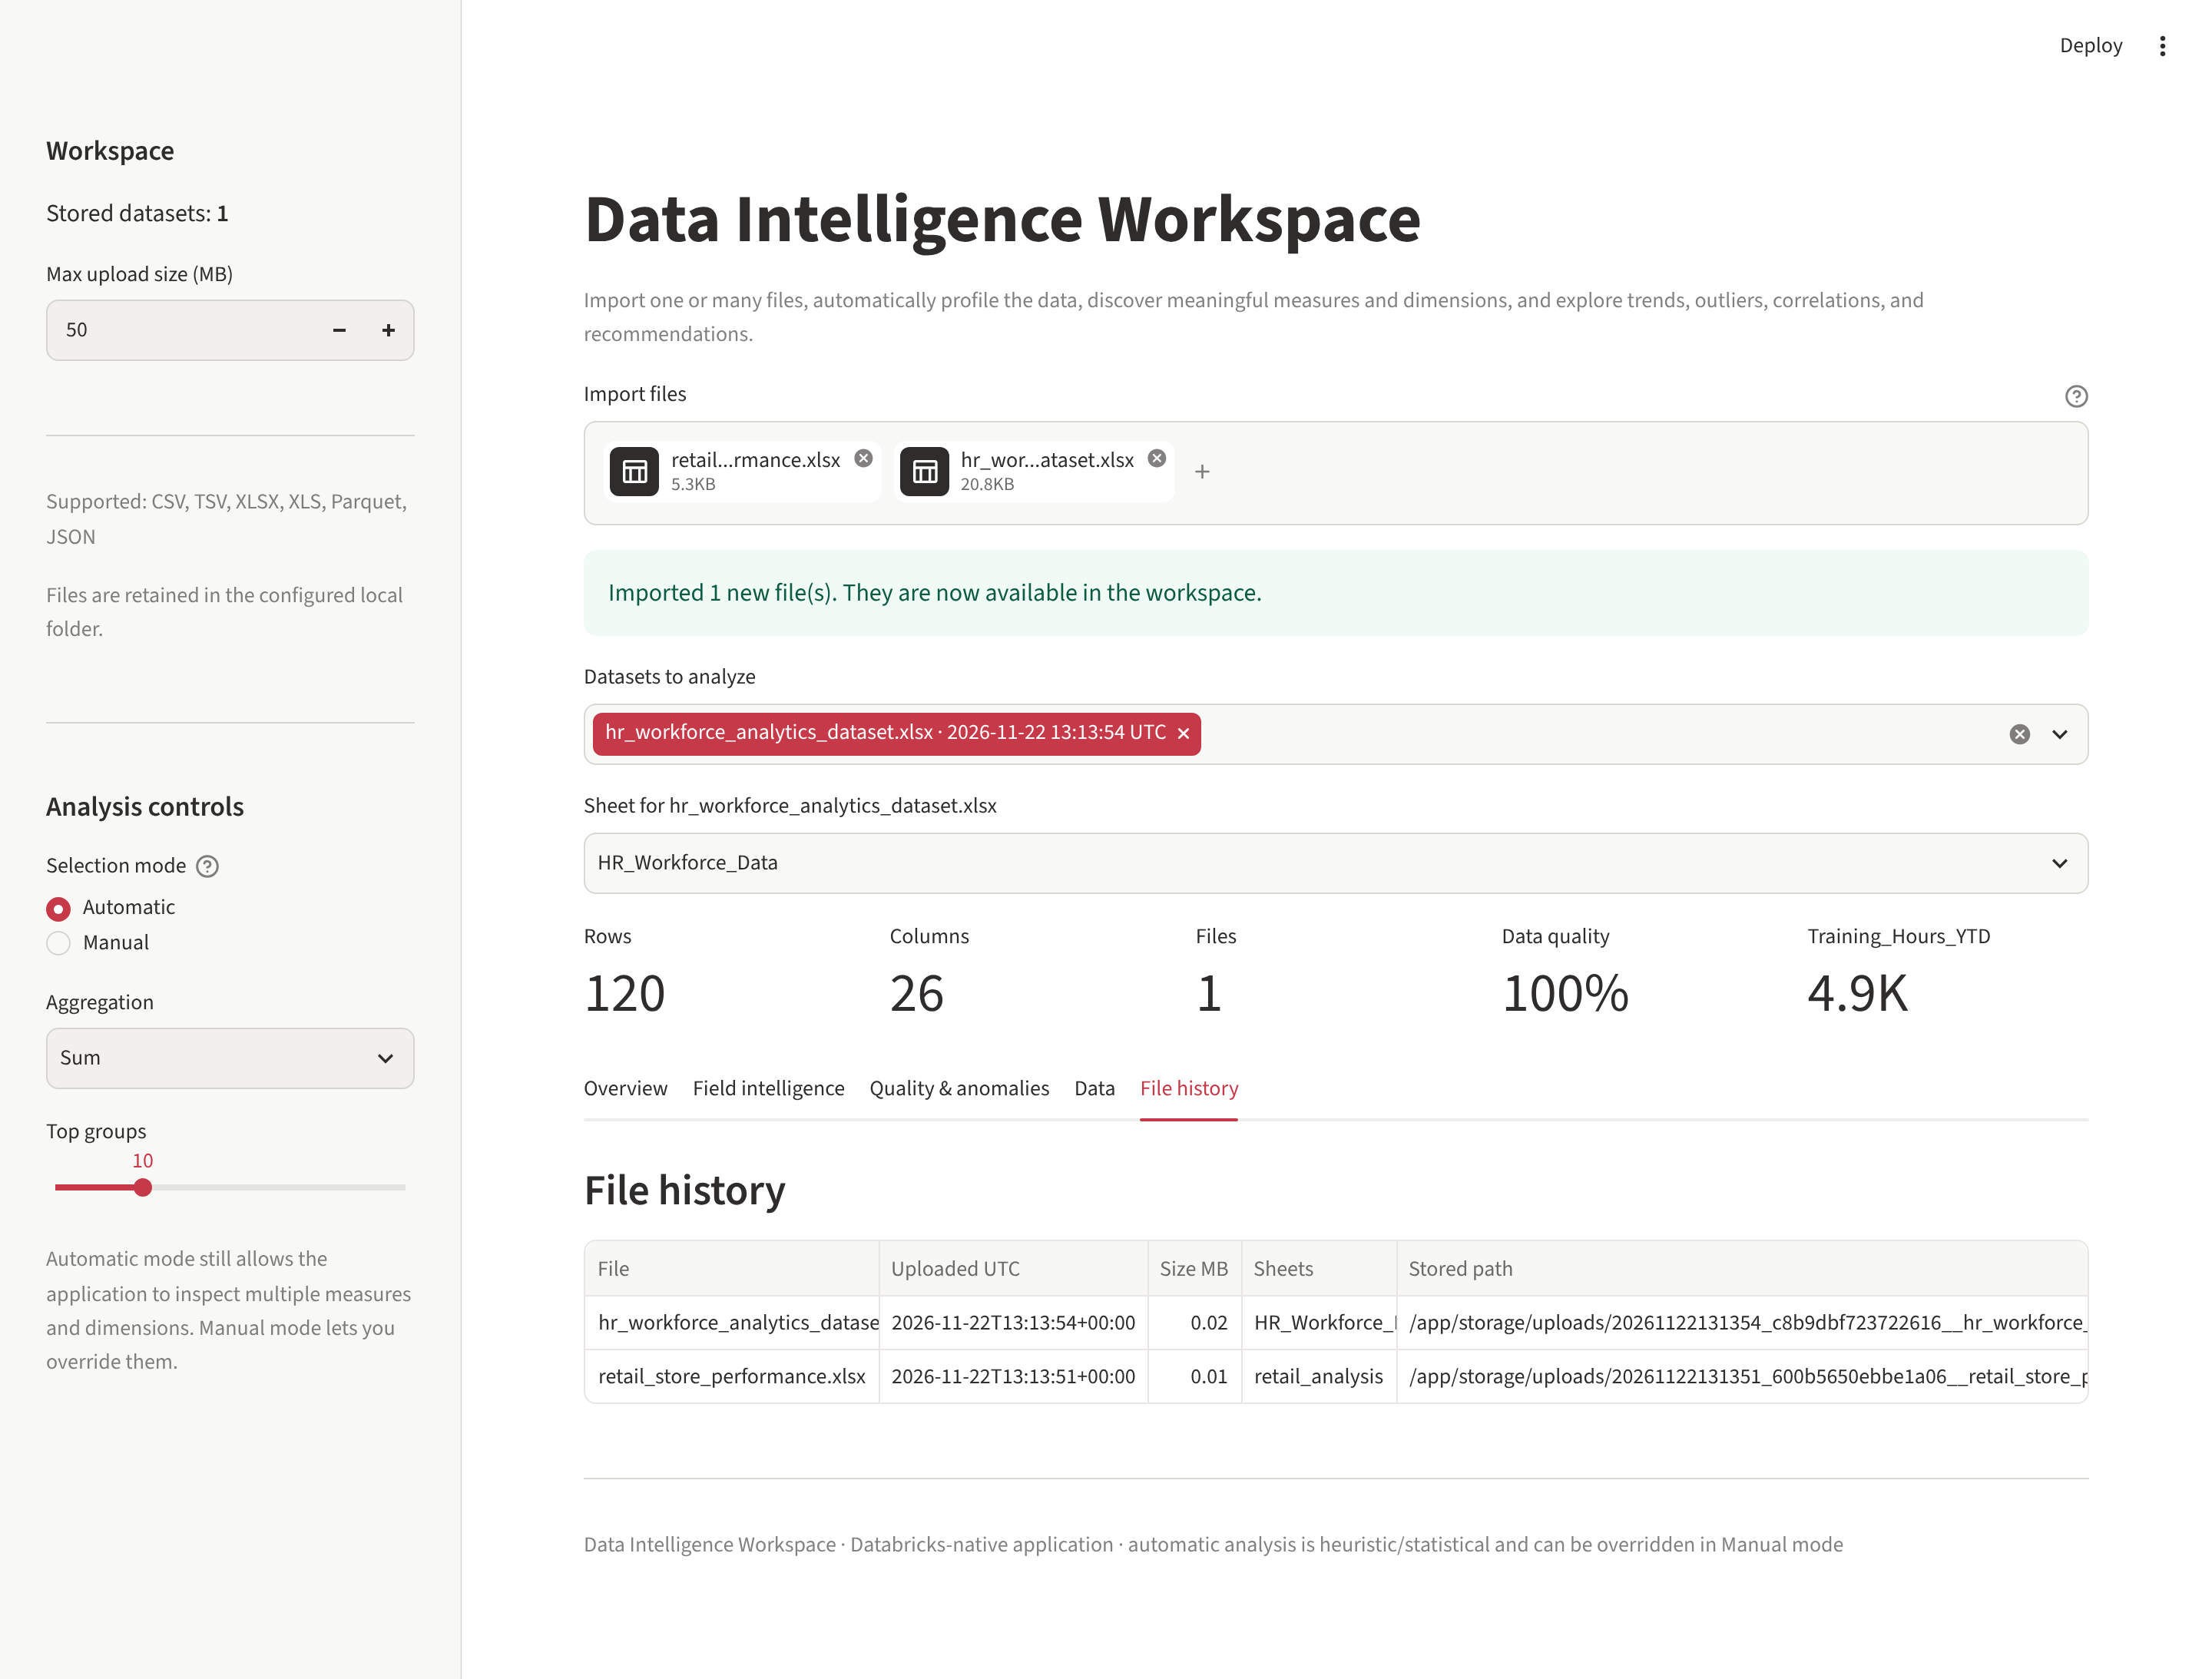 Deploy
Workspace
Stored datasets: 1
Max upload size (MB)
50
Supported: CSV, TSV, XLSX, XLS, Parquet,
JSON
Files are retained in the configured local
folder.
Analysis controls
Selection mode
Automatic
Manual
Aggregation
Sum
Top groups
10
Automatic mode still allows the
application to inspect multiple measures
and dimensions. Manual mode lets you
override them.
Data Intelligence Workspace
Import one or many files, automatically profile the data, discover meaningful measures and dimensions, and explore trends, outliers, correlations, and
recommendations.
Import files
retail...rmance.xlsx
5.3KB
hr_wor...ataset.xlsx
20.8KB
Imported 1 new file(s). They are now available in the workspace.
Datasets to analyze
hr_workforce_analytics_dataset.xlsx · 2026-11-22 13:13:54 UTC
Sheet for hr_workforce_analytics_dataset.xlsx
HR_Workforce_Data
Rows Columns Files Data quality Training_Hours_YTD
120 26 1 100% 4.9K
Overview Field intelligence Quality & anomalies Data File history
File history
File Uploaded UTC Size MB Sheets Stored path
hr_workforce_analytics_datase 2026-11-22T13:13:54+00:00 0.02 HR_Workforce_ /app/storage/uploads/20261122131354_c8b9dbf723722616__hr_workforce_
retail_store_performance.xlsx 2026-11-22T13:13:51+00:00 0.01 retail_analysis /app/storage/uploads/20261122131351_600b5650ebbe1a06__retail_store_p
Data Intelligence Workspace · Databricks-native application · automatic analysis is heuristic/statistical and can be overridden in Manual mode